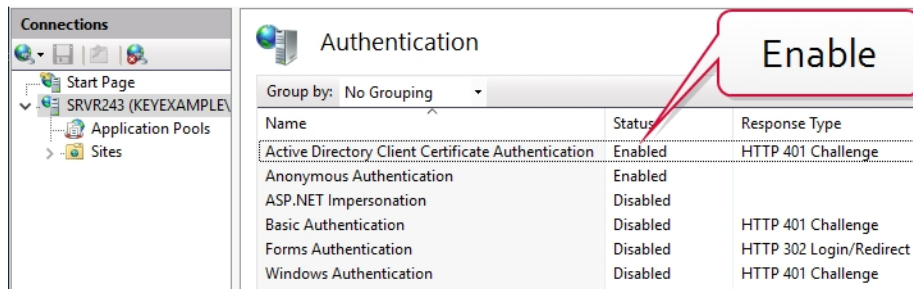 Connections
Start Page
SRVR243 (KEYEXAMPLE\
Application Pools
Sites
Authentication
Enable
Group by: No Grouping
Name Status Response Type
Active Directory Client Certificate Authentication Enabled HTTP 401 Challenge
Anonymous Authentication Enabled
ASP.NET Impersonation Disabled
Basic Authentication Disabled HTTP 401 Challenge
Forms Authentication Disabled HTTP 302 Login/Redirect
Windows Authentication Disabled HTTP 401 Challenge